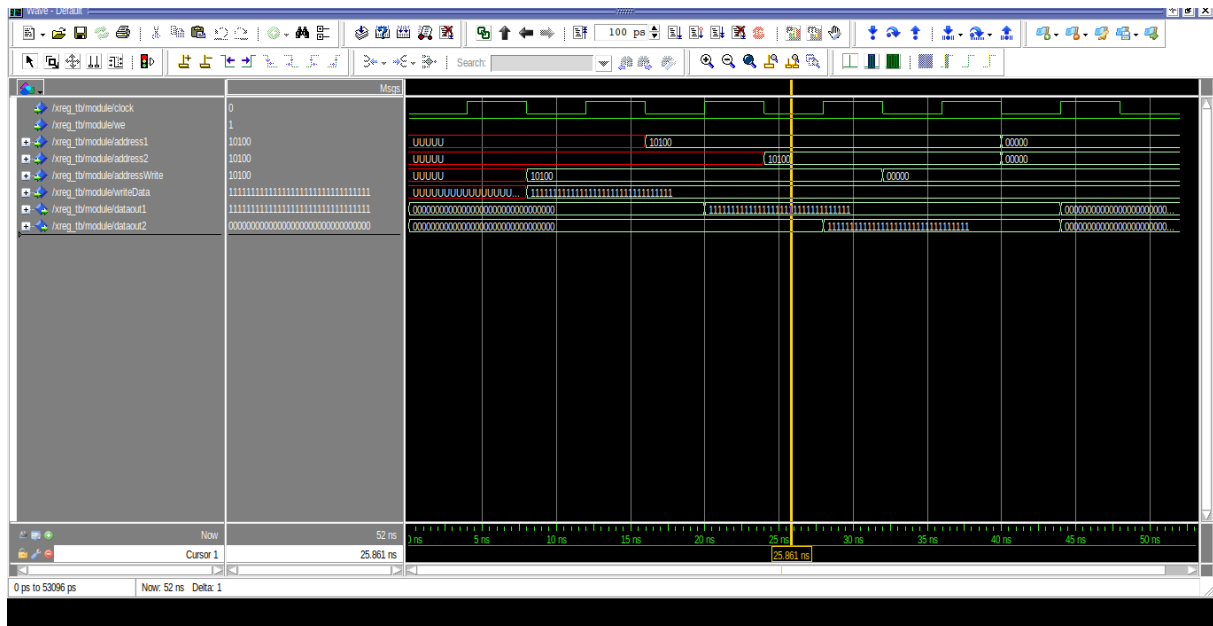 Wave - Default
100 ps
Search:
Msgs
/xreg_tb/module/clock 0
/xreg_tb/module/we 1
/xreg_tb/module/address1 10100 UUUUU 10100 00000
/xreg_tb/module/address2 10100 UUUUU 10100 00000
/xreg_tb/module/addressWrite 10100 UUUUU 10100 00000
/xreg_tb/module/writeData 11111111111111111111111111111111 UUUUUUUUUUUUUUUU... 11111111111111111111111111111111
/xreg_tb/module/dataout1 11111111111111111111111111111111 00000000000000000000000000000000 11111111111111111111111111111111 00000000000000000000000...
/xreg_tb/module/dataout2 00000000000000000000000000000000 00000000000000000000000000000000 11111111111111111111111111111111 00000000000000000000000...
Now 52 ns 5 ns 10 ns 15 ns 20 ns 25 ns 30 ns 35 ns 40 ns 45 ns 50 ns
Cursor 1 25.861 ns 25.861 ns
0 ps to 53096 ps Now: 52 ns Delta: 1